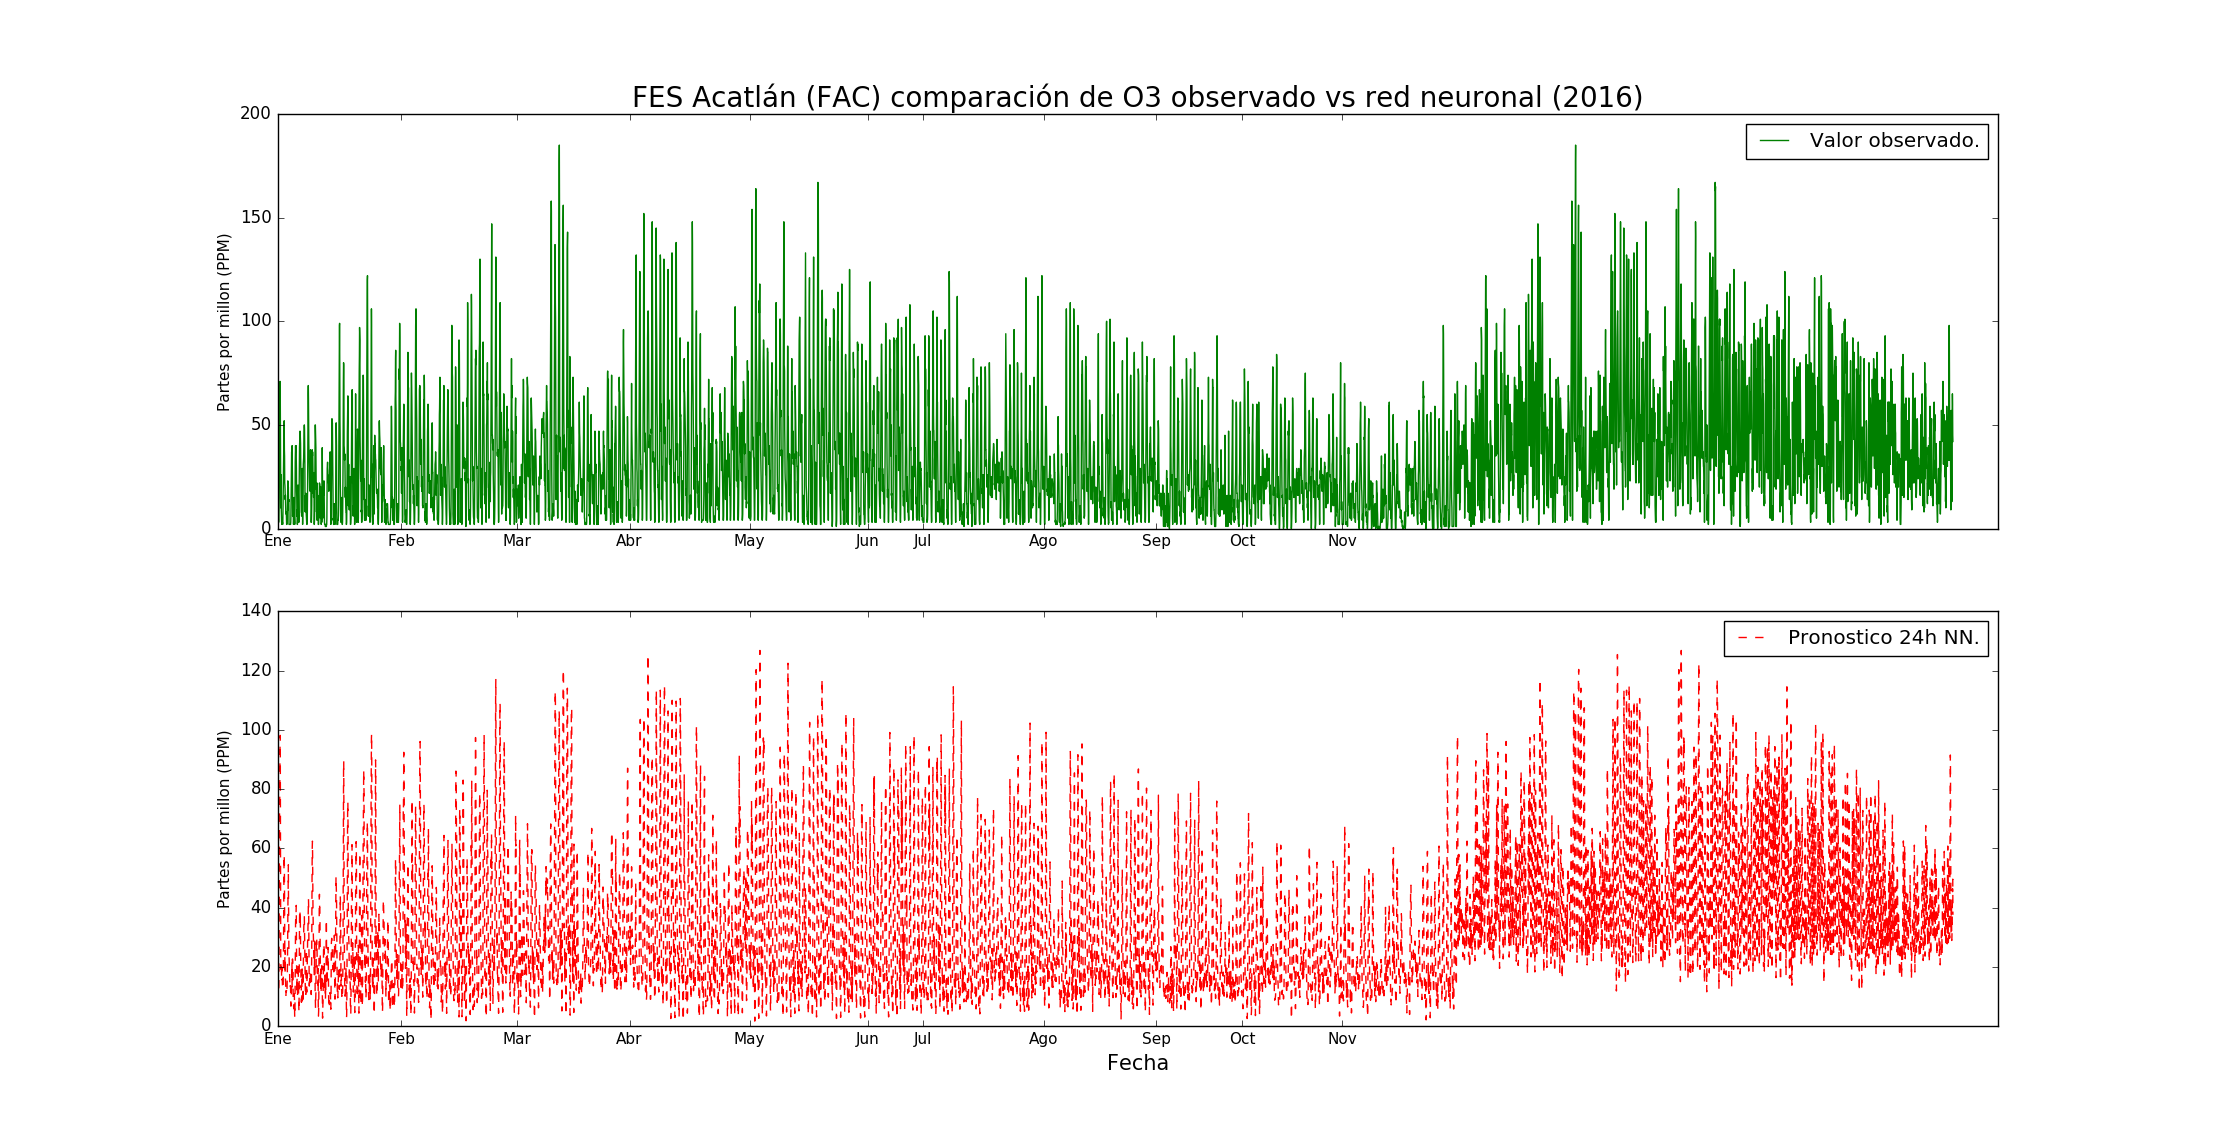 FES Acatlán (FAC) comparación de O3 observado vs red neuronal (2016)
200
150
100
50
0
Partes por millon (PPM)
Valor observado.
Ene Feb Mar Abr May Jun Jul Ago Sep Oct Nov
140
120
100
80
60
40
20
0
Partes por millon (PPM)
Pronostico 24h NN.
Ene Feb Mar Abr May Jun Jul Ago Sep Oct Nov
Fecha